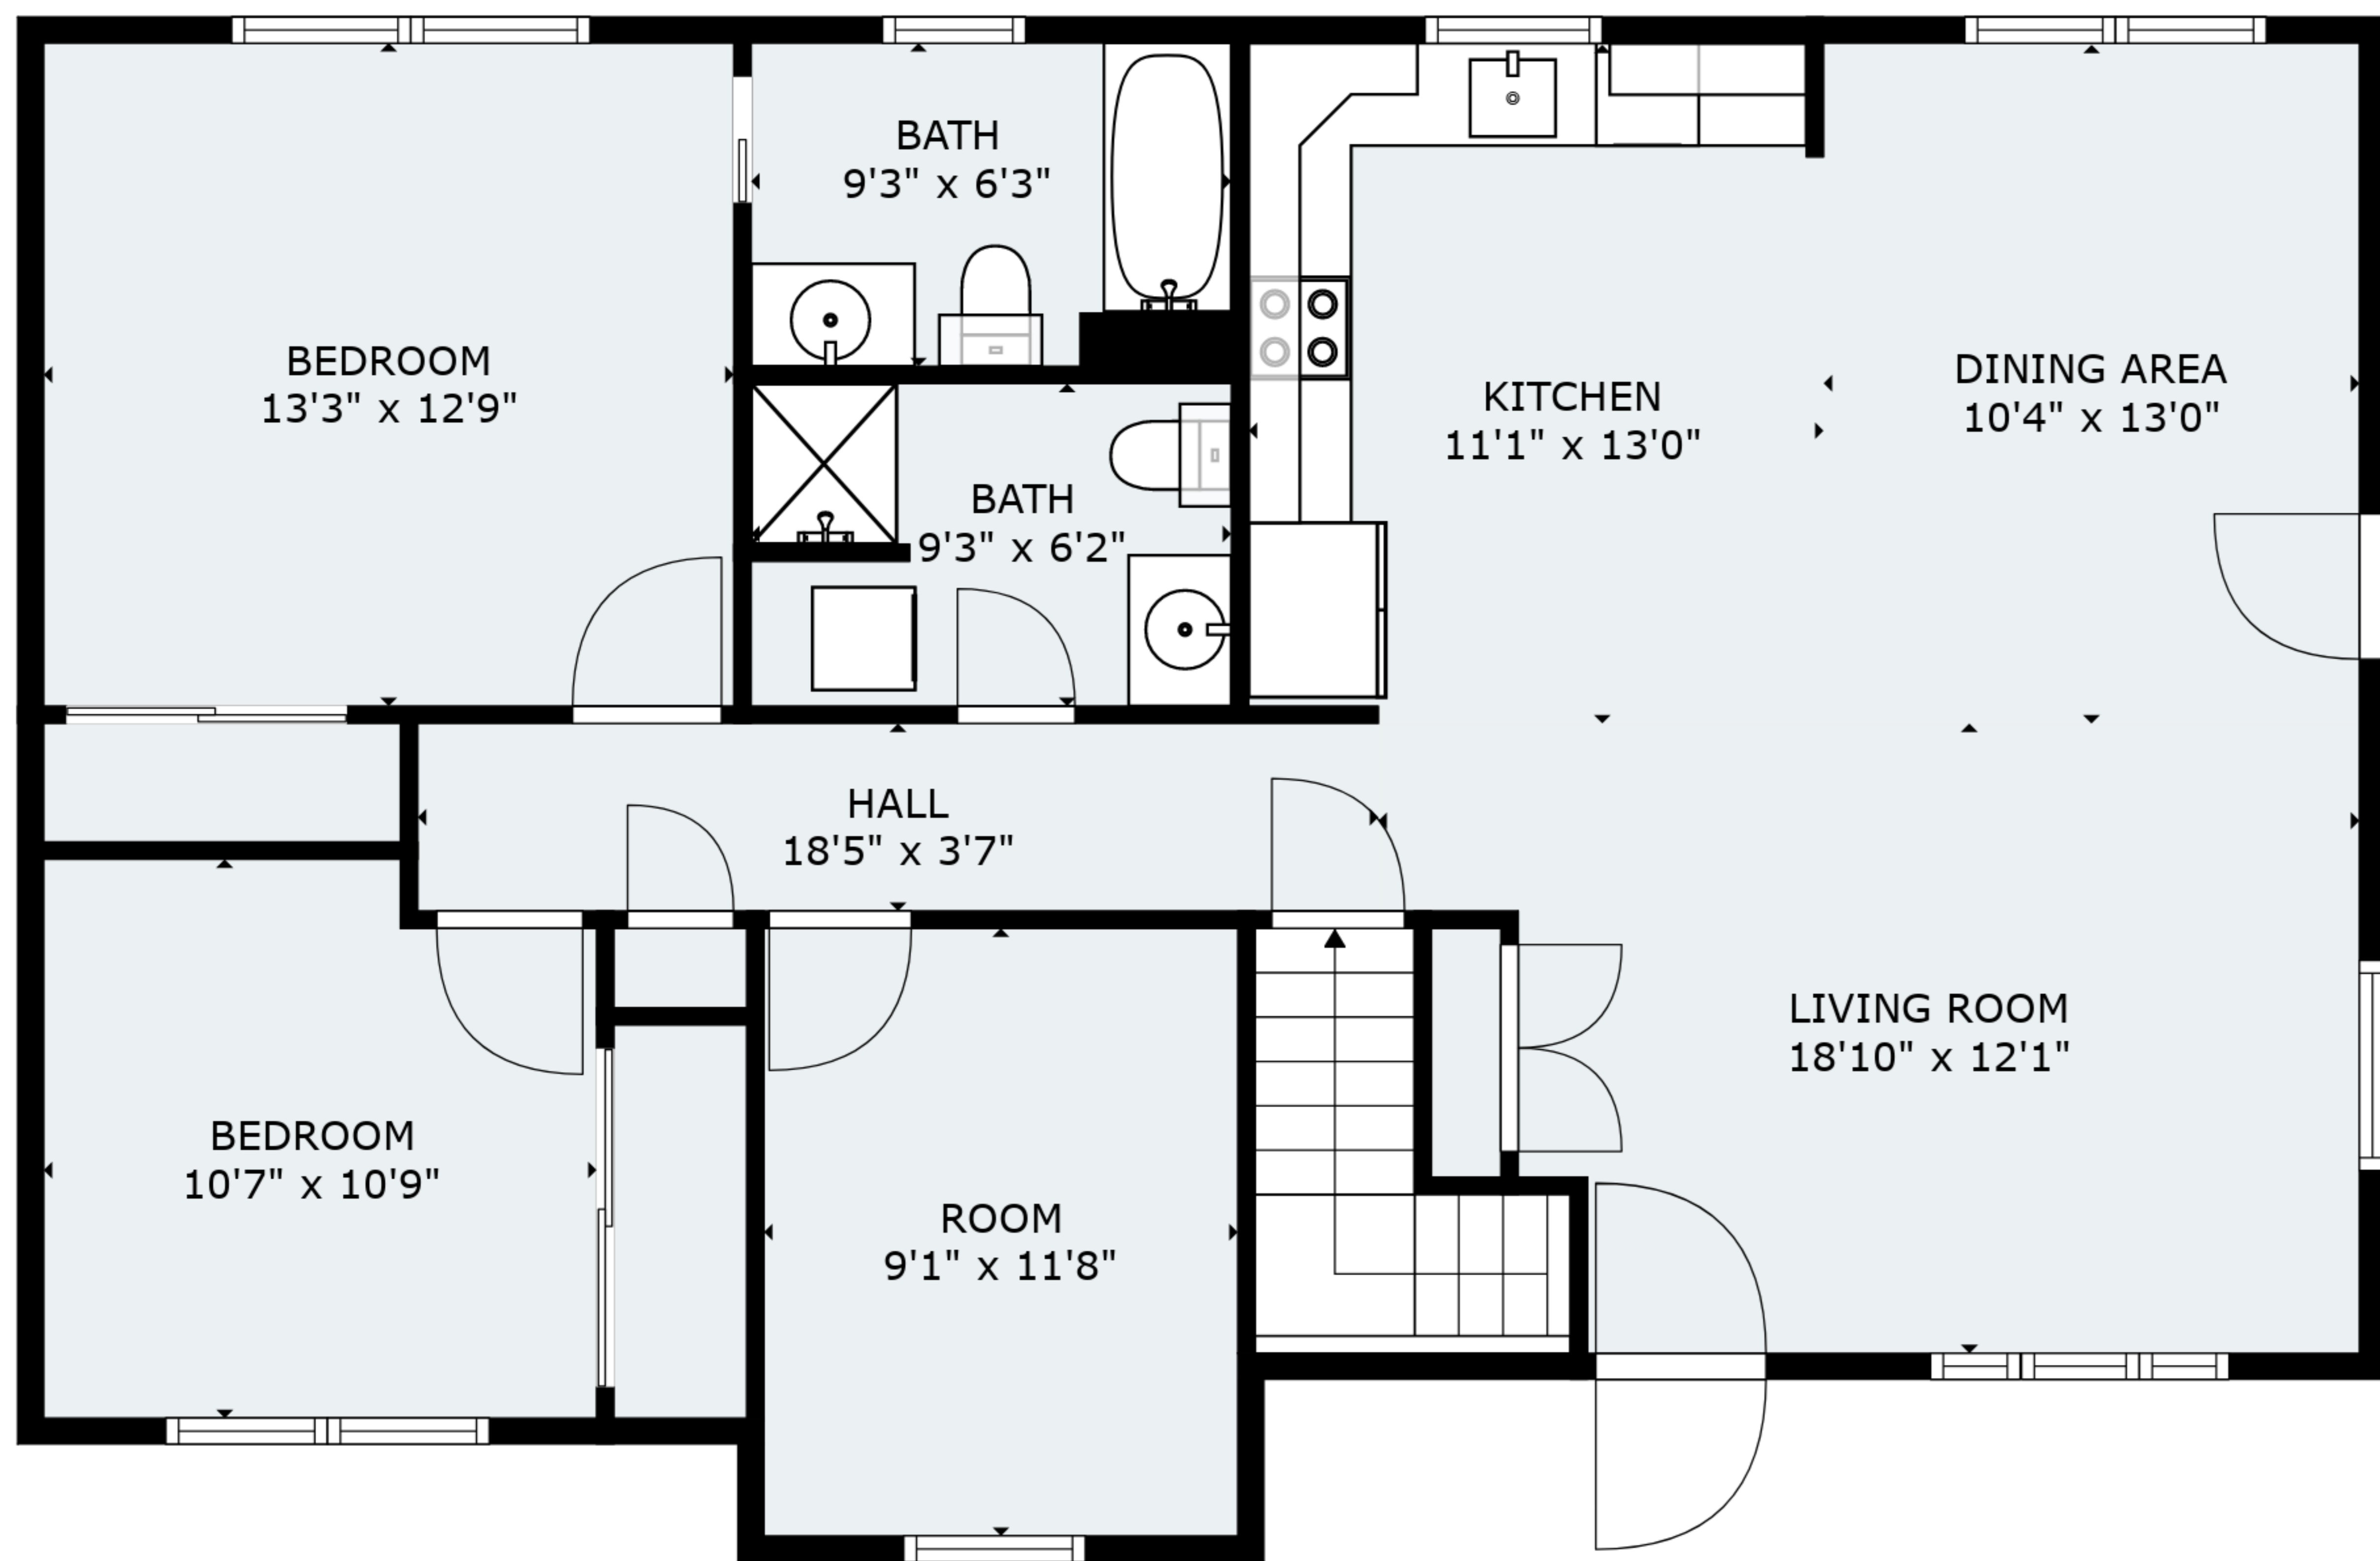 BATH
9'3" x 6'3"
BEDROOM
13'3" x 12'9"
KITCHEN
11'1" x 13'0"
DINING AREA
10'4" x 13'0"
BATH
9'3" x 6'2"
HALL
18'5" x 3'7"
LIVING ROOM
18'10" x 12'1"
BEDROOM
10'7" x 10'9"
ROOM
9'1" x 11'8"